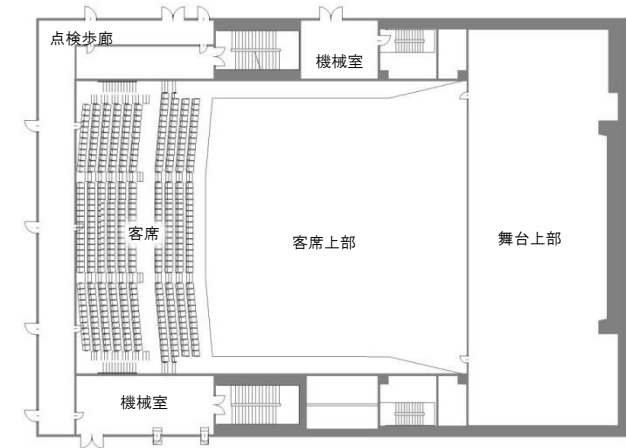 点検歩廊
機械室
客席
客席上部
舞台上部
機械室